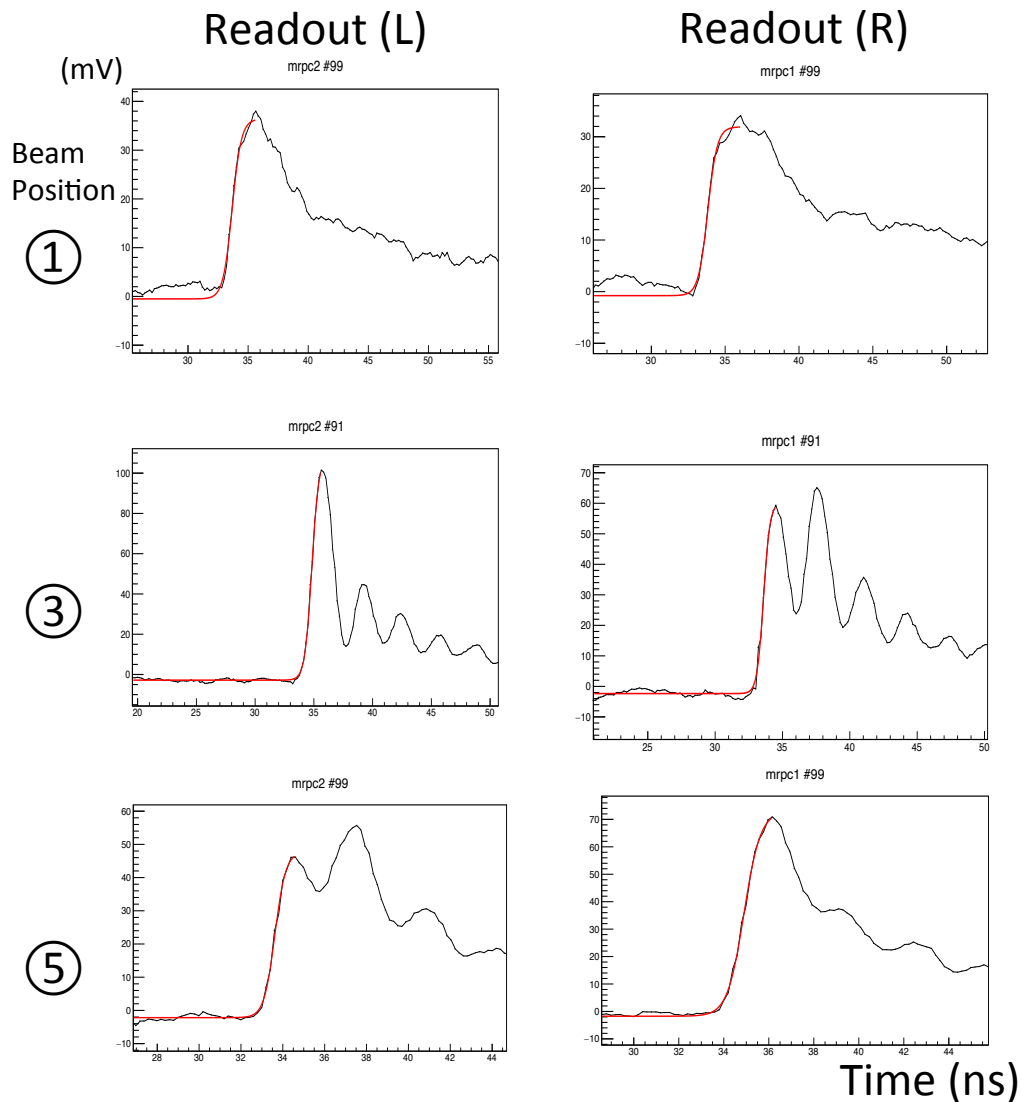 Readout (L)
Readout (R)
(mV)
mrpc2 #99
mrpc1 #99
Beam
Position
①
40
30
20
10
0
−10
30 35 40 45 50 55
30
20
10
0
−10
30 35 40 45 50
mrpc2 #91
mrpc1 #91
③
100
80
60
40
20
0
20 25 30 35 40 45 50
70
60
50
40
30
20
10
0
−10
25 30 35 40 45 50
mrpc2 #99
mrpc1 #99
⑤
60
50
40
30
20
10
0
−10
28 30 32 34 36 38 40 42 44
70
60
50
40
30
20
10
0
−10
30 32 34 36 38 40 42 44
Time (ns)